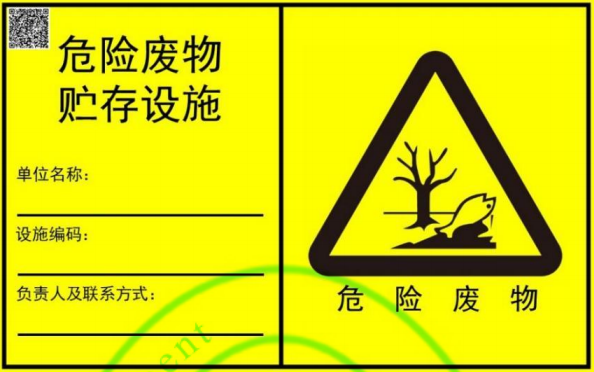 危险废物
贮存设施
单位名称：
设施编码：
负责人及联系方式：
危险废物
ent